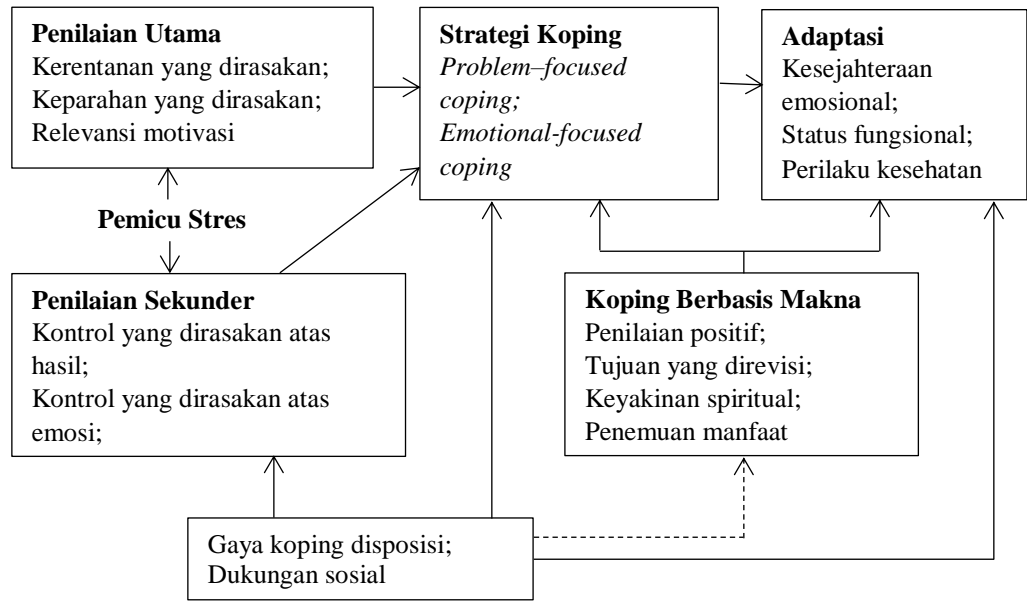 Penilaian Utama
Kerentanan yang dirasakan;
Keparahan yang dirasakan;
Relevansi motivasi
Strategi Koping
Problem–focused
coping;
Emotional-focused
coping
Adaptasi
Kesejahteraan
emosional;
Status fungsional;
Perilaku kesehatan
Pemicu Stres
Penilaian Sekunder
Kontrol yang dirasakan atas
hasil;
Kontrol yang dirasakan atas
emosi;
Koping Berbasis Makna
Penilaian positif;
Tujuan yang direvisi;
Keyakinan spiritual;
Penemuan manfaat
Gaya koping disposisi;
Dukungan sosial